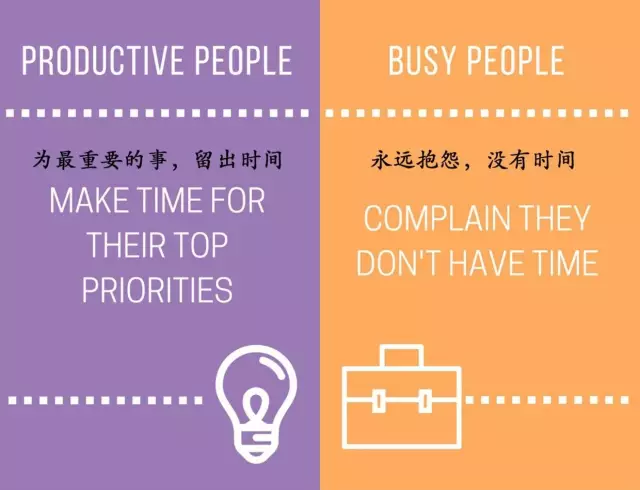 PRODUCTIVE PEOPLE
为最重要的事，留出时间
MAKE TIME FOR
THEIR TOP
PRIORITIES
BUSY PEOPLE
永远抱怨，没有时间
COMPLAIN THEY
DON'T HAVE TIME